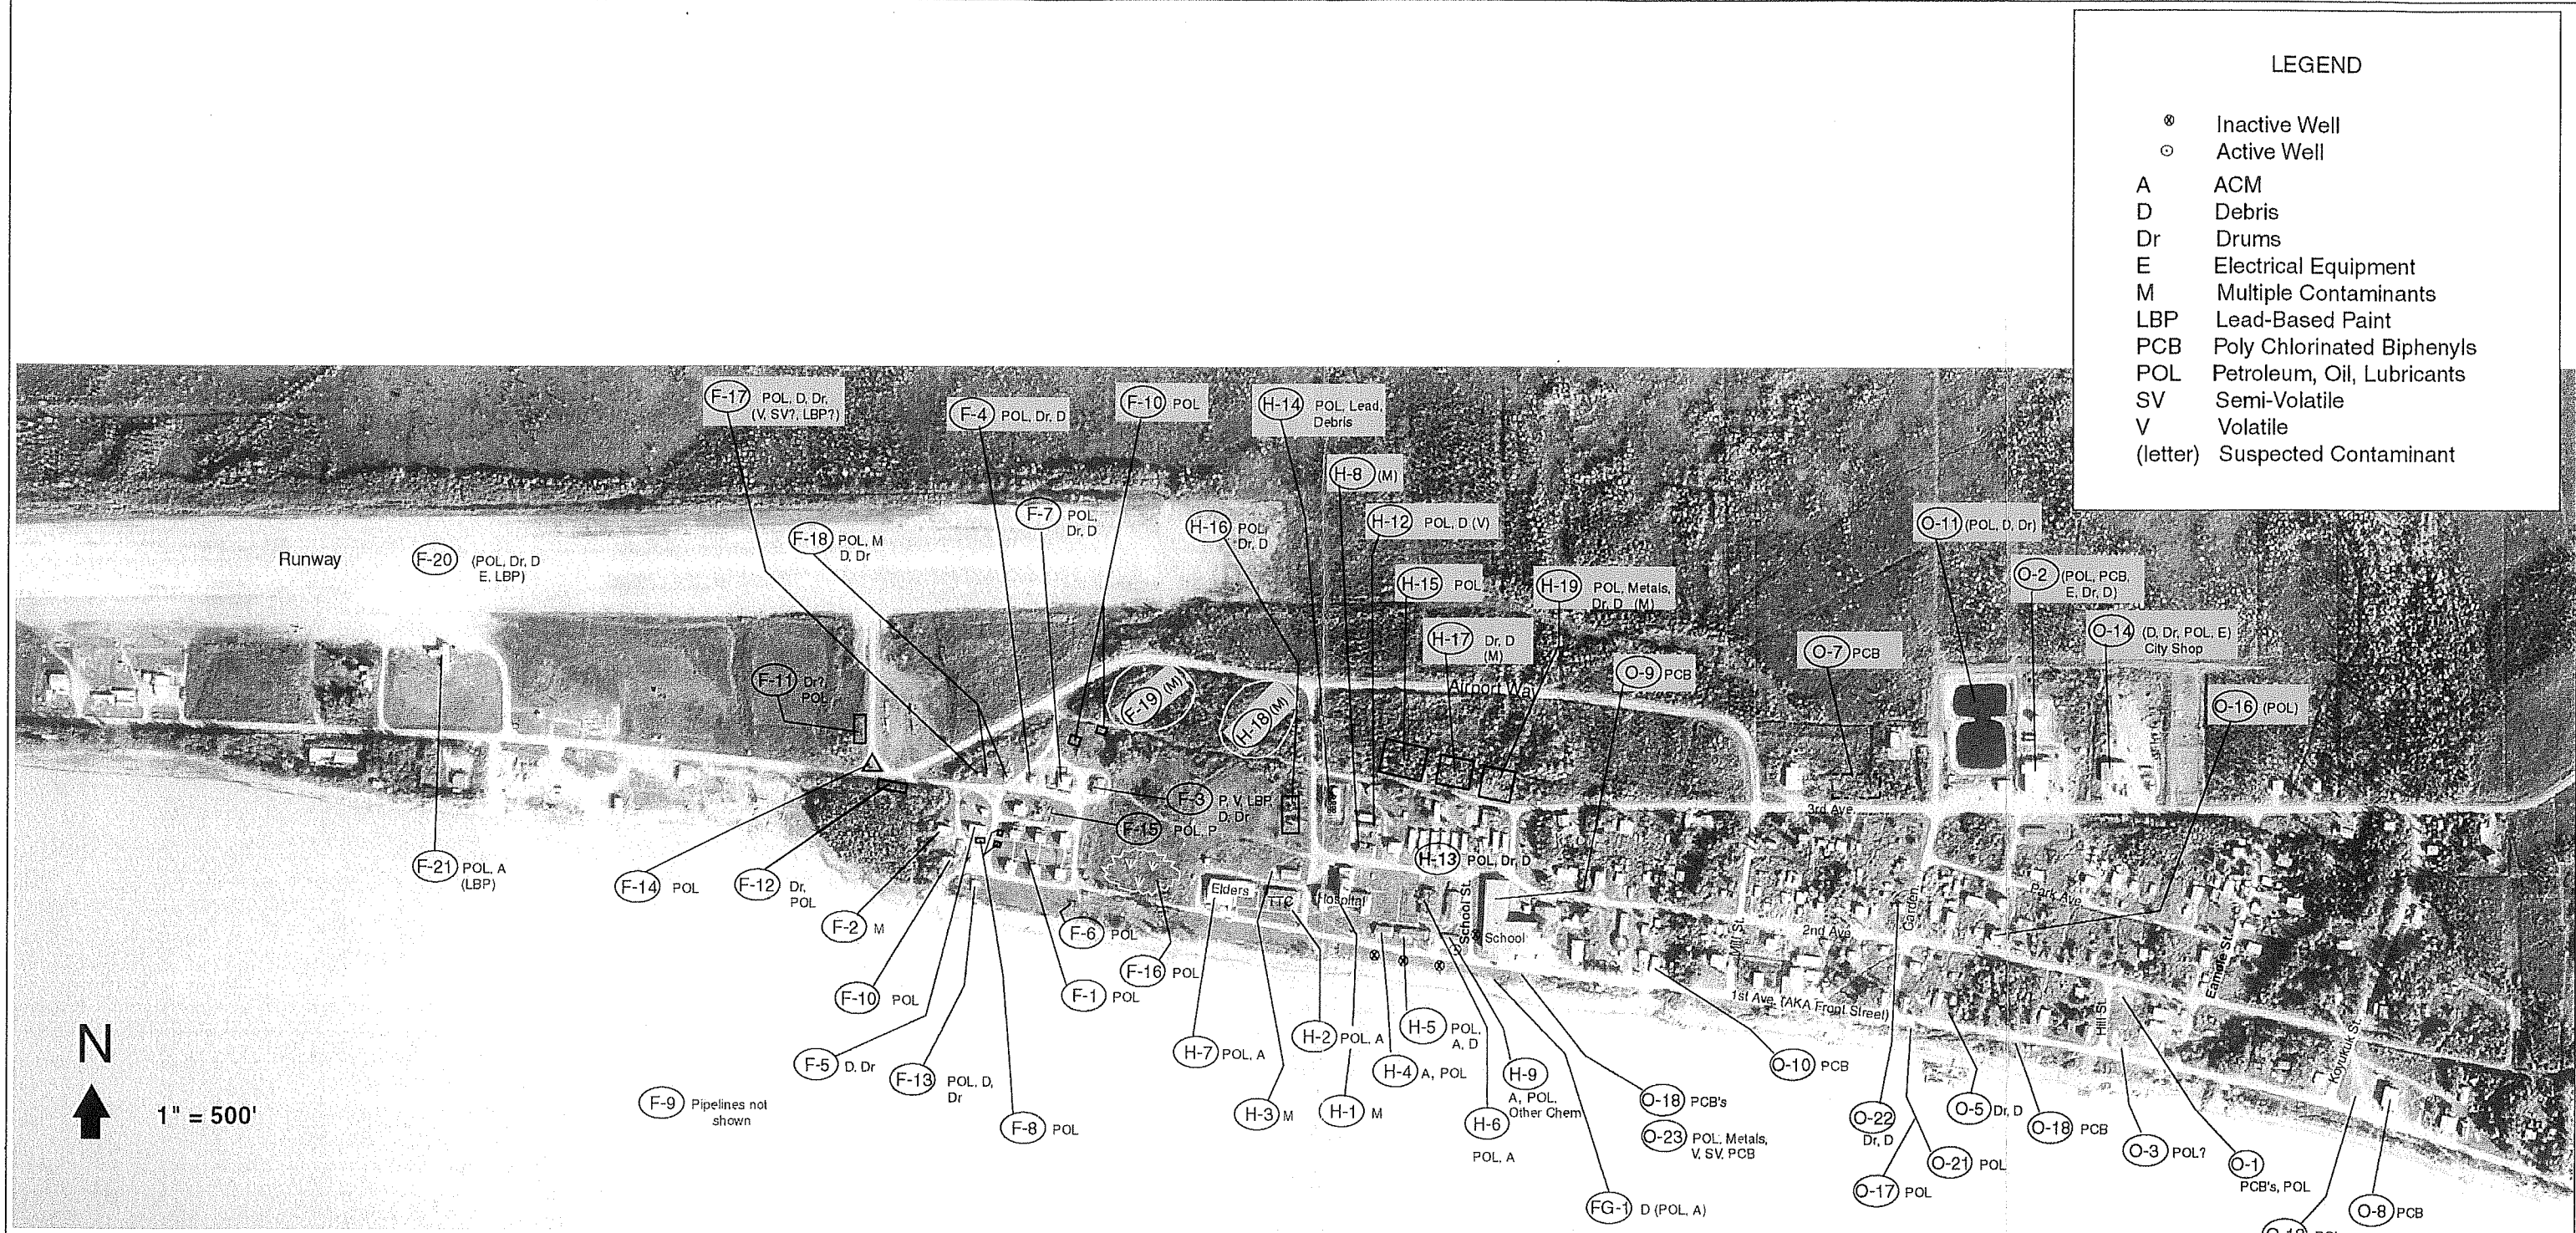 LEGEND
Inactive Well
Active Well
A ACM
D Debris
Dr Drums
E Electrical Equipment
M Multiple Contaminants
LBP Lead-Based Paint
PCB Poly Chlorinated Biphenyls
POL Petroleum, Oil, Lubricants
SV Semi-Volatile
V Volatile
(letter) Suspected Contaminant
F-17 POL, D, Dr,
(V, SV?, LBP?)
F-4 POL, Dr, D
F-10 POL
H-14 POL, Lead,
Debris
H-8 (M)
F-7 POL,
Dr, D
H-16 POL,
Dr, D
H-12 POL, D (V)
O-11 (POL, D, Dr)
Runway
F-20 (POL, Dr, D
E, LBP)
F-18 POL, M
D, Dr
H-15 POL
H-19 POL, Metals,
Dr, D (M)
O-2 (POL, PCB,
E, Dr, D)
H-17 Dr, D
(M)
O-14 (D, Dr, POL, E)
City Shop
O-7 PCB
O-9 PCB
F-11 Dr?
POL
F-19 (M)
H-18 (M)
Airport Way
O-16 (POL)
F-3 P, V, LBP,
D, Dr
F-15 POL, P
3rd Ave
F-21 POL, A
(LBP)
F-14 POL
F-12 Dr,
POL
H-13 POL, Dr, D
Elders
TTC
Hospital
School St.
School
Mill St.
2nd Ave
Garden
Park Ave
F-2 M
F-6 POL
F-16 POL
F-10 POL
F-1 POL
1st Ave. (AKA Front Street)
Hill St.
Koyukuk St.
N
1" = 500'
F-5 D, Dr
F-13 POL, D,
Dr
F-9 Pipelines not
shown
F-8 POL
H-7 POL, A
H-2 POL, A
H-5 POL,
A, D
H-4 A, POL
H-3 M
H-1 M
H-9
A, POL,
Other Chem
H-6
POL, A
O-18 PCB's
O-23 POL, Metals,
V, SV, PCB
O-10 PCB
FG-1 D (POL, A)
O-22
Dr, D
O-5 Dr, D
O-18 PCB
O-21 POL
O-17 POL
O-3 POL?
O-1
PCB's, POL
O-8 PCB